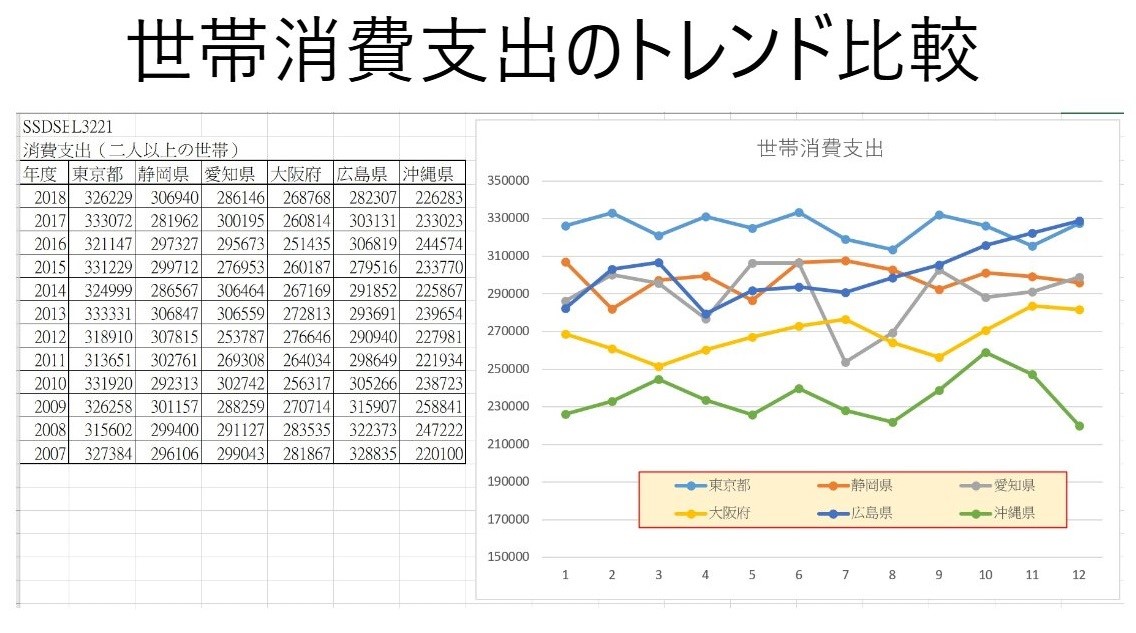 世帯消費支出のトレンド比較
SSDSEL3221
消費支出（二人以上の世帯）
年度 東京都 静岡県 愛知県 大阪府 広島県 沖縄県
2018 326229 306940 286146 268768 282307 226283
2017 333072 281962 300195 260814 303131 233023
2016 321147 297327 295673 251435 306819 244574
2015 331229 299712 276953 260187 279516 233770
2014 324999 286567 306464 267169 291852 225867
2013 333331 306847 306559 272813 293691 239654
2012 318910 307815 253787 276646 290940 227981
2011 313651 302761 269308 264034 298649 221934
2010 331920 292313 302742 256317 305266 238723
2009 326258 301157 288259 270714 315907 258841
2008 315602 299400 291127 283535 322373 247222
2007 327384 296106 299043 281867 328835 220100
世帯消費支出
350000
330000
310000
290000
270000
250000
230000
210000
190000
170000
150000
1 2 3 4 5 6 7 8 9 10 11 12
東京都 静岡県 愛知県
大阪府 広島県 沖縄県